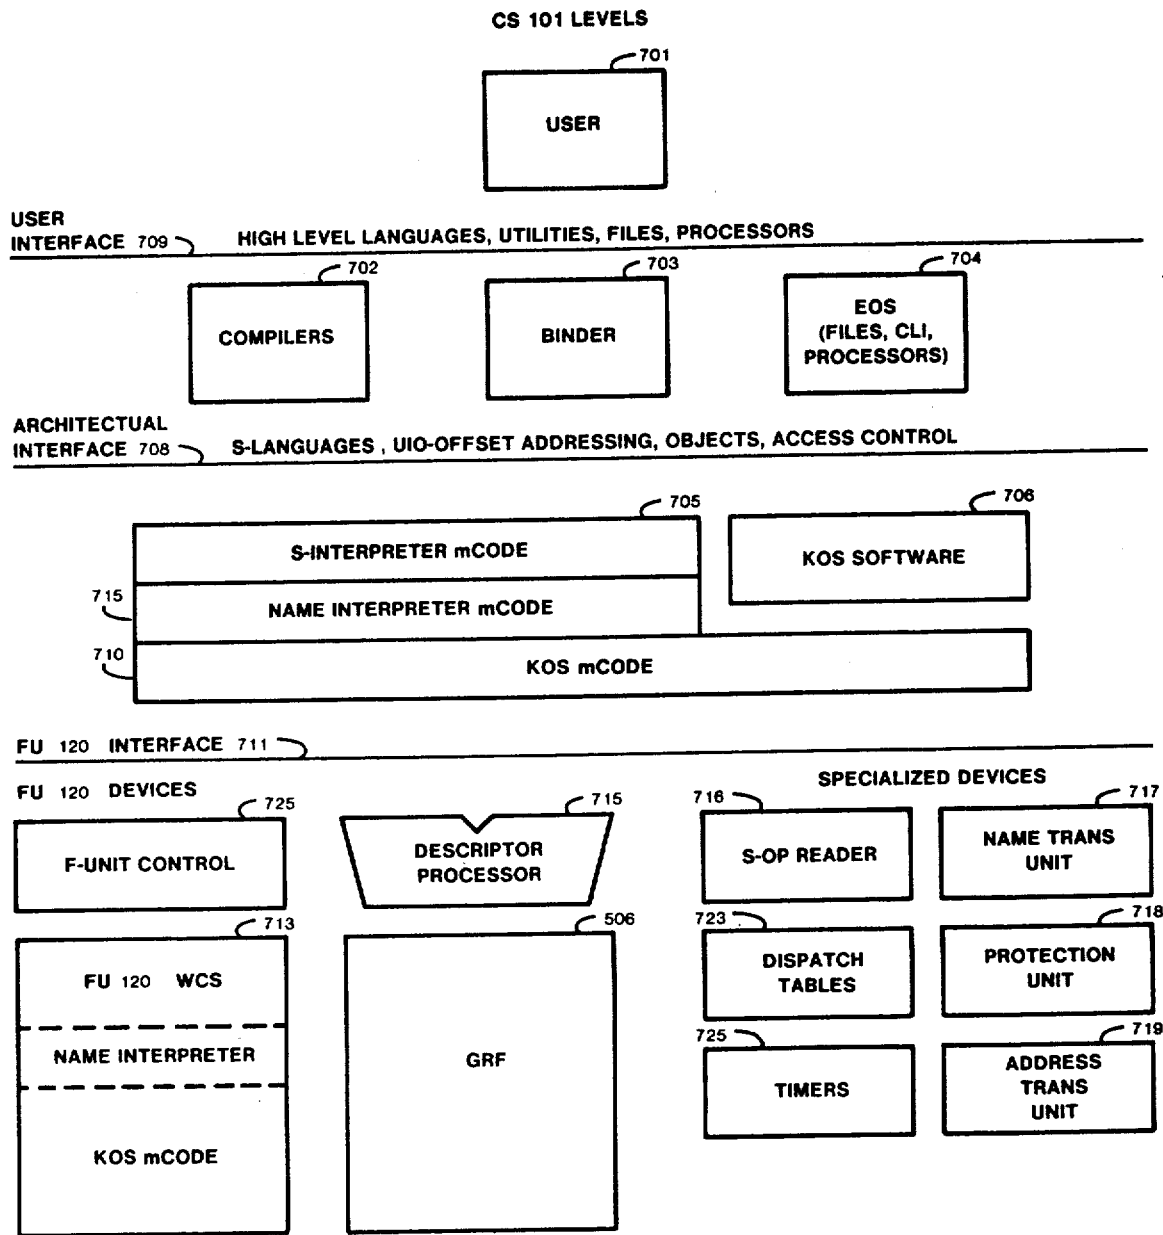 CS 101 LEVELS
701
USER
USER
INTERFACE 709
HIGH LEVEL LANGUAGES, UTILITIES, FILES, PROCESSORS
702
COMPILERS
703
BINDER
704
EOS
(FILES, CLI,
PROCESSORS)
ARCHITECTUAL
INTERFACE 708
S-LANGUAGES , UIO-OFFSET ADDRESSING, OBJECTS, ACCESS CONTROL
705
S-INTERPRETER mCODE
706
KOS SOFTWARE
715
NAME INTERPRETER mCODE
710
KOS mCODE
FU 120 INTERFACE 711
FU 120 DEVICES
SPECIALIZED DEVICES
725
F-UNIT CONTROL
715
DESCRIPTOR
PROCESSOR
716
S-OP READER
717
NAME TRANS
UNIT
713
FU 120 WCS
NAME INTERPRETER
KOS mCODE
506
GRF
723
DISPATCH
TABLES
718
PROTECTION
UNIT
725
TIMERS
719
ADDRESS
TRANS
UNIT